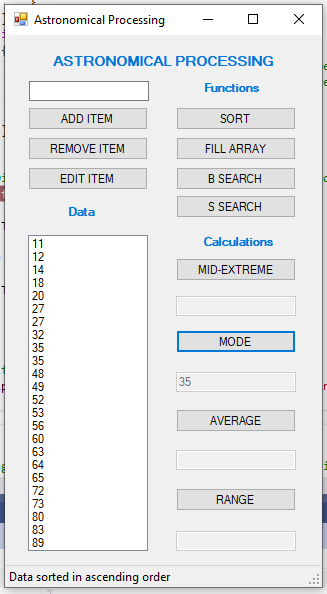 Astronomical Processing
ASTRONOMICAL PROCESSING
Functions
ADD ITEM
SORT
REMOVE ITEM
FILL ARRAY
EDIT ITEM
B SEARCH
S SEARCH
Data
Calculations
11
12
14
18
20
27
27
32
35
35
48
49
52
53
56
60
63
64
65
72
73
80
83
89
MID-EXTREME
MODE
35
AVERAGE
RANGE
Data sorted in ascending order